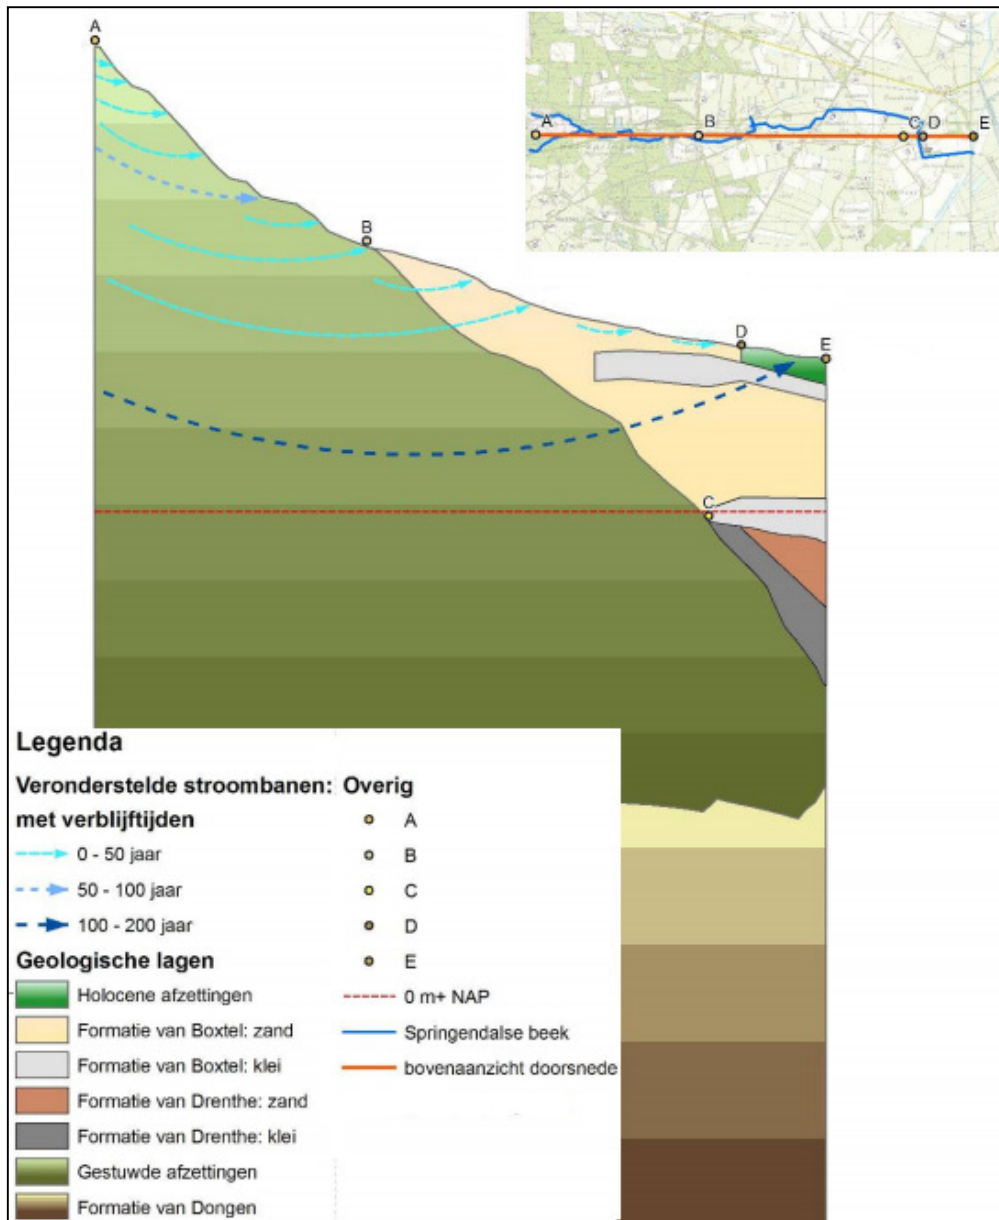 A
B
D
E
C
A
B
C
D
E
Legenda
Veronderstelde stroombanen:
met verblijftijden
0 - 50 jaar
50 - 100 jaar
100 - 200 jaar
Geologische lagen
Holocene afzettingen
Formatie van Boxtel: zand
Formatie van Boxtel: klei
Formatie van Drenthe: zand
Formatie van Drenthe: klei
Gestuwde afzettingen
Formatie van Dongen
Overig
A
B
C
D
E
0 m+ NAP
Springendalse beek
bovenaanzicht doorsnede